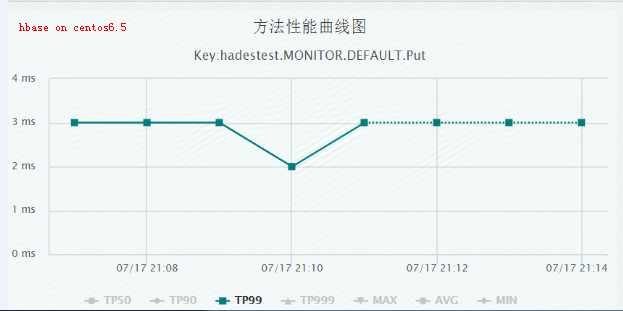 hbase on centos6.5
方法性能曲线图
Key:hadestest.MONITOR.DEFAULT.Put
4 ms
3 ms
2 ms
1 ms
0 ms
07/17 21:08 07/17 21:10 07/17 21:12 07/17 21:14
TP50 TP90 TP99 TP999 MAX AVG MIN